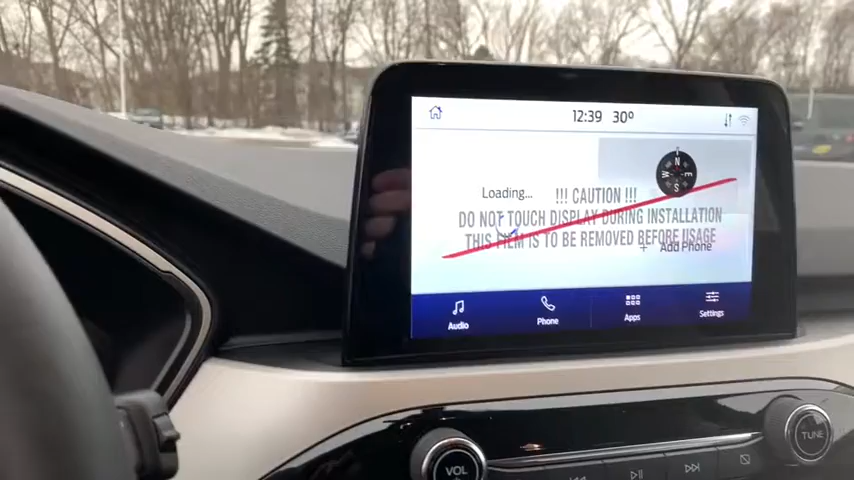 12:39 30°
N
W E
S
Loading...
!!! CAUTION !!!
DO NOT TOUCH DISPLAY DURING INSTALLATION
THIS FILM IS TO BE REMOVED BEFORE USAGE
+ Add Phone
Audio Phone Apps Settings
VOL
TUNE